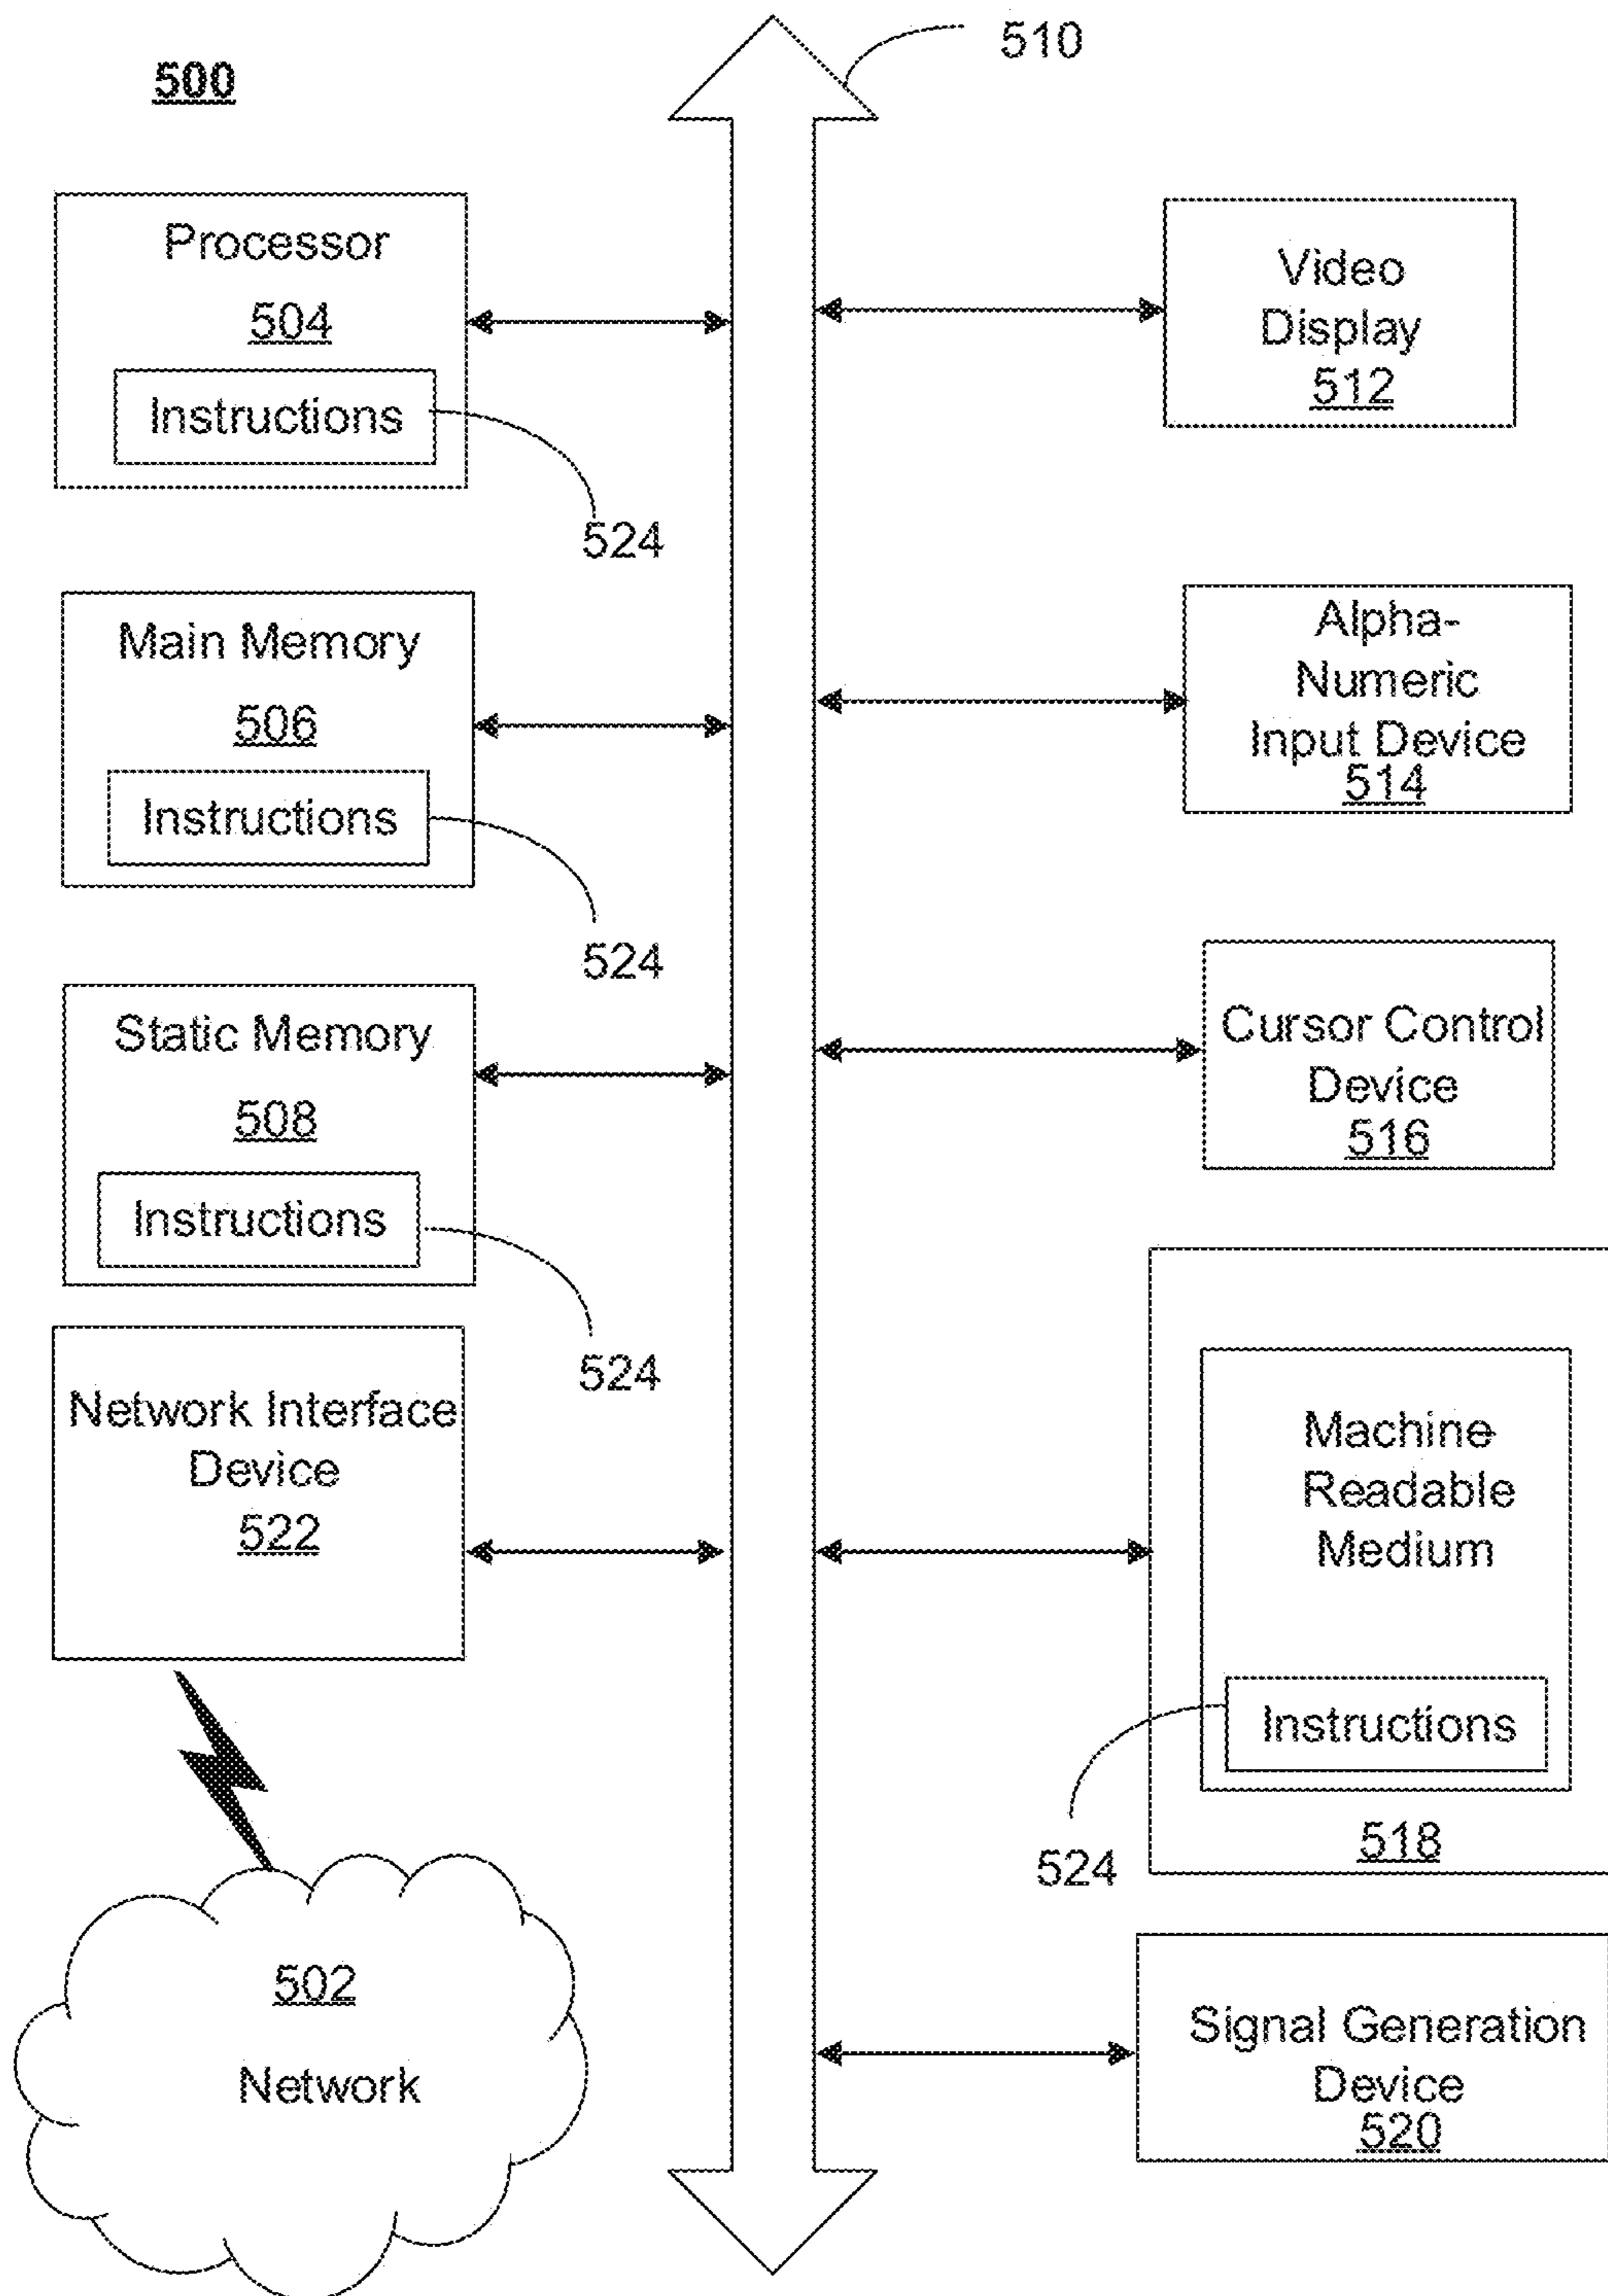 500
510
Processor
504
Instructions
524
Main Memory
506
Instructions
524
Static Memory
508
Instructions
524
Network Interface
Device
522
502
Network
Video
Display
512
Alpha-
Numeric
Input Device
514
Cursor Control
Device
516
Machine
Readable
Medium
Instructions
524
518
Signal Generation
Device
520